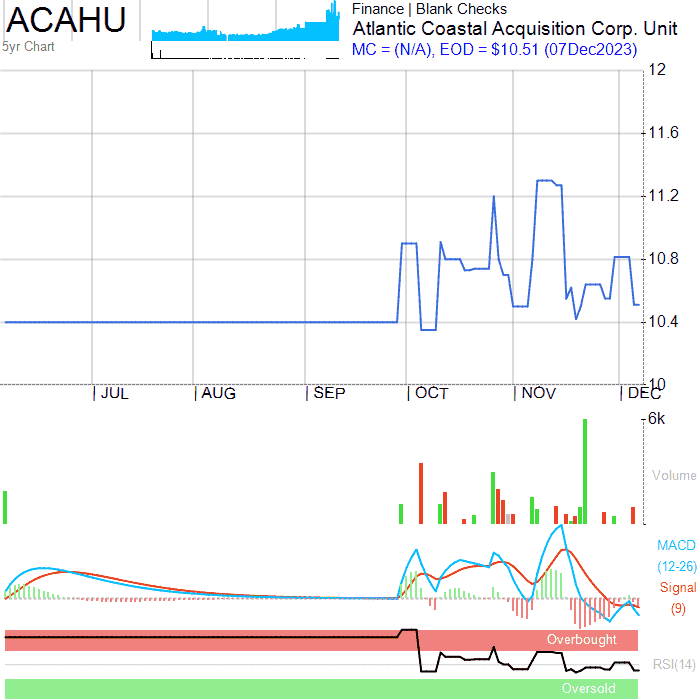 ACAHU
5yr Chart
Finance | Blank Checks
Atlantic Coastal Acquisition Corp. Unit
MC = (N/A), EOD = $10.51 (07Dec2023)
12
11.6
11.2
10.8
10.4
10
JUL AUG SEP OCT NOV DEC
6k
Volume
MACD
(12-26)
Signal
(9)
Overbought
RSI(14)
Oversold